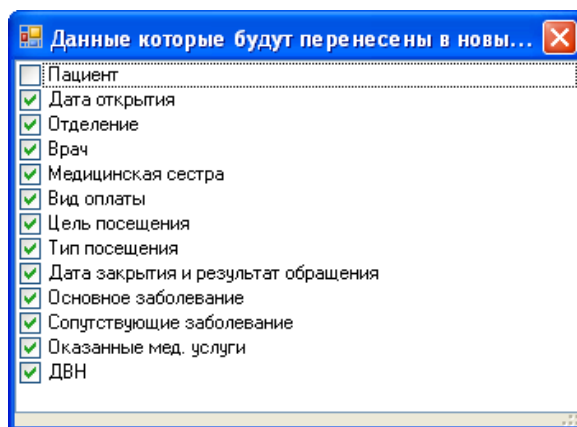 Данные которые будут перенесены в новы...
Пациент
Дата открытия
Отделение
Врач
Медицинская сестра
Вид оплаты
Цель посещения
Тип посещения
Дата закрытия и результат обращения
Основное заболевание
Сопутствующие заболевание
Оказанные мед. услуги
ДВН